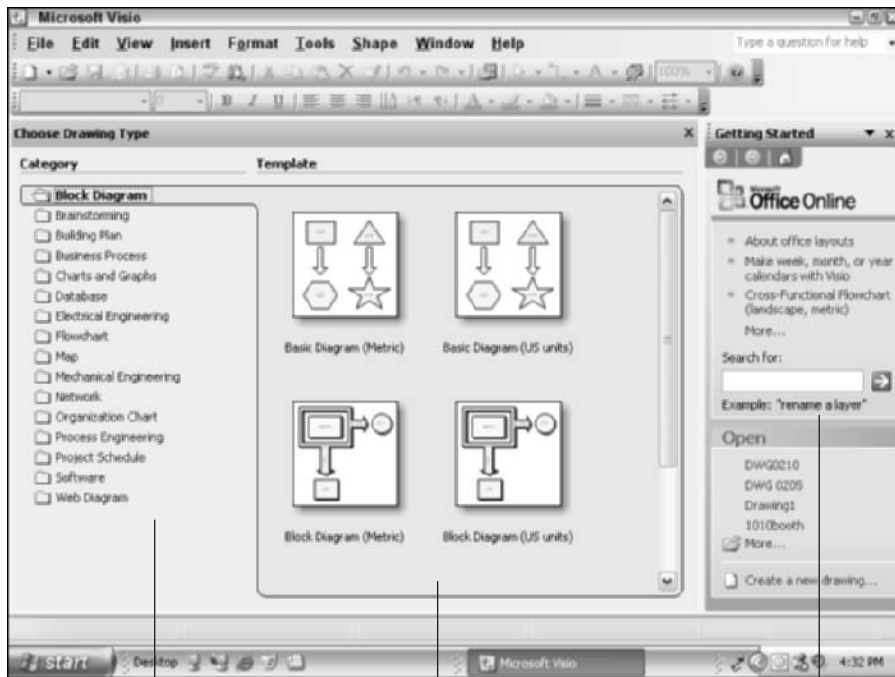 Microsoft Visio
File Edit View Insert Format Tools Shape Window Help
Type a question for help
100%
B I U
A
Choose Drawing Type
Getting Started
Category
Template
Microsoft Office Online
Block Diagram
Brainstorming
Building Plan
Business Process
Charts and Graphs
Database
Electrical Engineering
Flowchart
Map
Mechanical Engineering
Network
Organization Chart
Process Engineering
Project Schedule
Software
Web Diagram
Basic Diagram (Metric)
Basic Diagram (US units)
Block Diagram (Metric)
Block Diagram (US units)
About office layouts
Make week, month, or year
calendars with Visio
Cross-Functional Flowchart
(landscape, metric)
More...
Search for:
Example: "rename a layer"
Open
DWG0210
DWG 0205
Drawing1
1010booth
More...
Create a new drawing...
start
Desktop
Microsoft Visio
4:32 PM